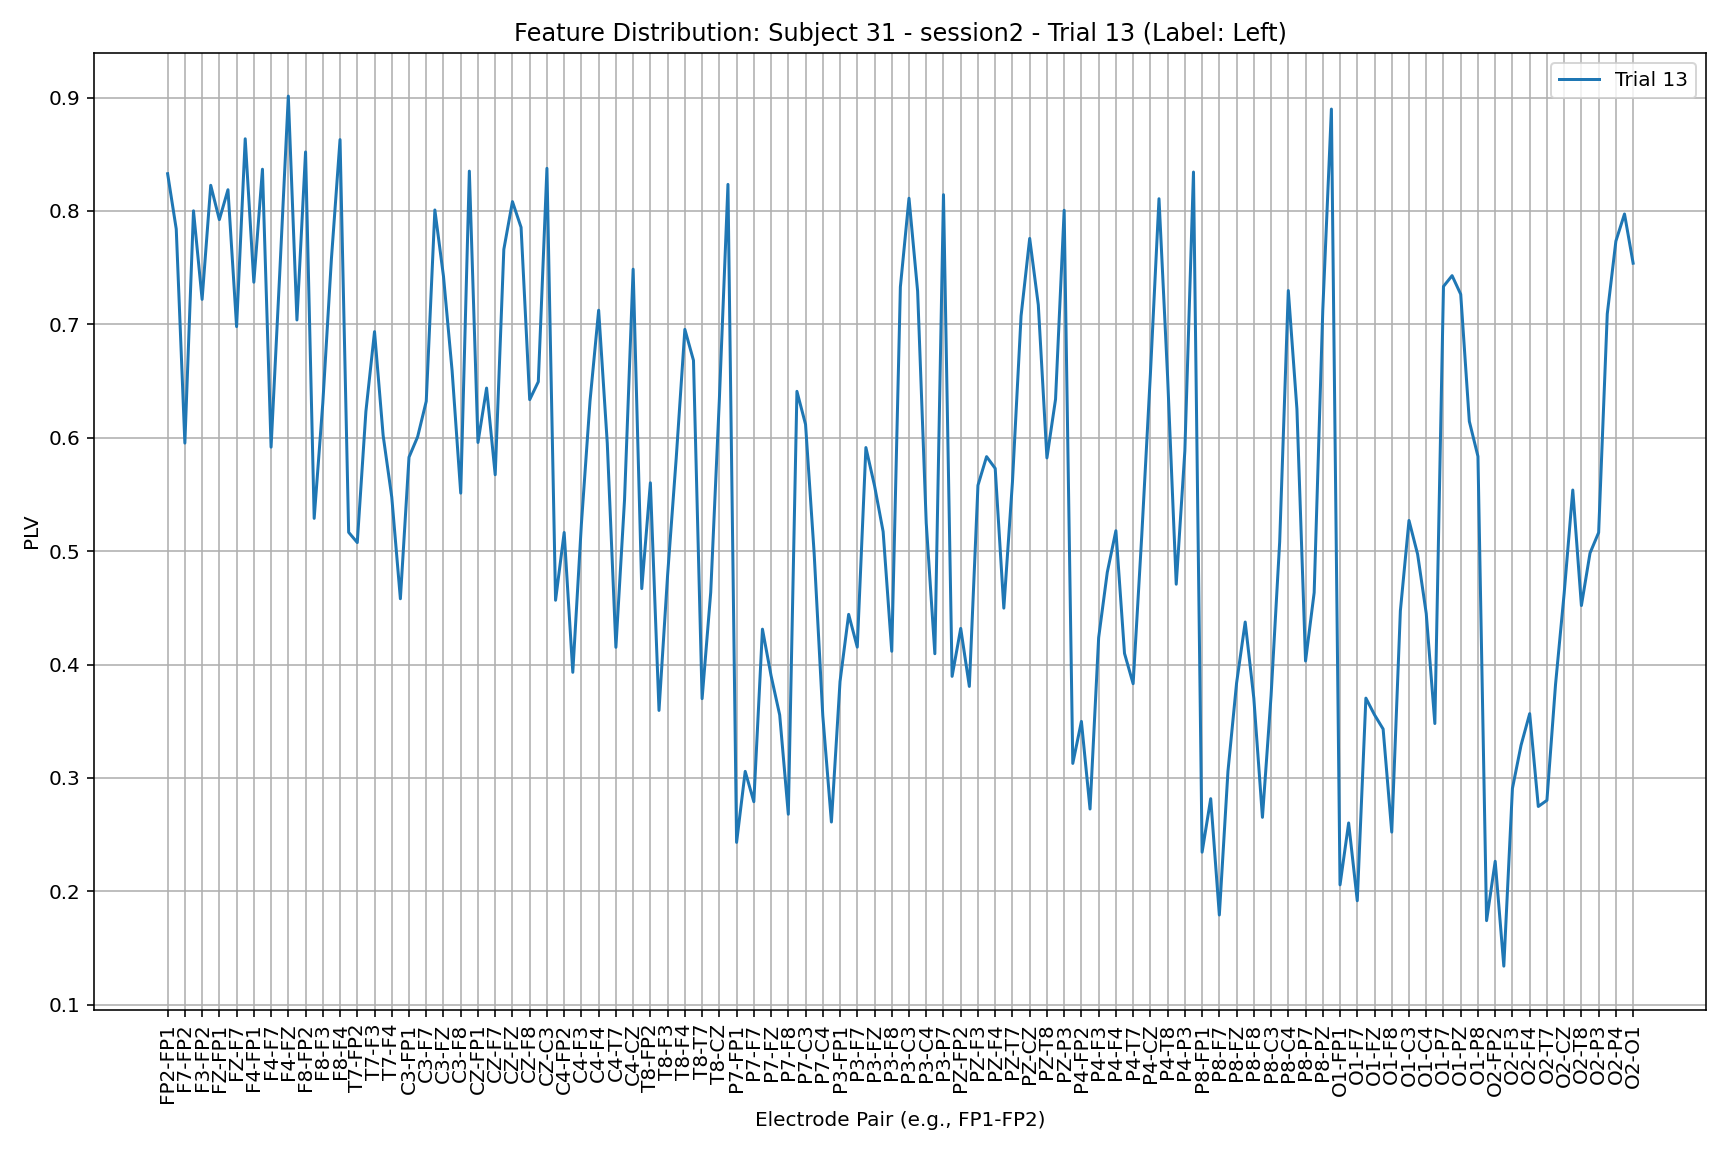 Feature Distribution: Subject 31 - session2 - Trial 13 (Label: Left)
Trial 13
PLV
0.9
0.8
0.7
0.6
0.5
0.4
0.3
0.2
0.1
FP2-FP1
F7-FP2
F3-FP2
FZ-FP1
FZ-F7
F4-FP1
F4-F7
F4-FZ
F8-FP2
F8-F3
F8-F4
T7-FP2
T7-F3
T7-F4
C3-FP1
C3-F7
C3-FZ
C3-F8
CZ-FP1
CZ-F7
CZ-FZ
CZ-F8
CZ-C3
C4-FP2
C4-F3
C4-F4
C4-T7
C4-CZ
T8-FP2
T8-F3
T8-F4
T8-T7
T8-CZ
P7-FP1
P7-F7
P7-FZ
P7-F8
P7-C3
P7-C4
P3-FP1
P3-F7
P3-FZ
P3-F8
P3-C3
P3-C4
P3-P7
PZ-FP2
PZ-F3
PZ-F4
PZ-T7
PZ-CZ
PZ-T8
PZ-P3
P4-FP2
P4-F3
P4-F4
P4-T7
P4-CZ
P4-T8
P4-P3
P8-FP1
P8-F7
P8-FZ
P8-F8
P8-C3
P8-C4
P8-P7
P8-PZ
O1-FP1
O1-F7
O1-FZ
O1-F8
O1-C3
O1-C4
O1-P7
O1-PZ
O1-P8
O2-FP2
O2-F3
O2-F4
O2-T7
O2-CZ
O2-T8
O2-P3
O2-P4
O2-O1
Electrode Pair (e.g., FP1-FP2)